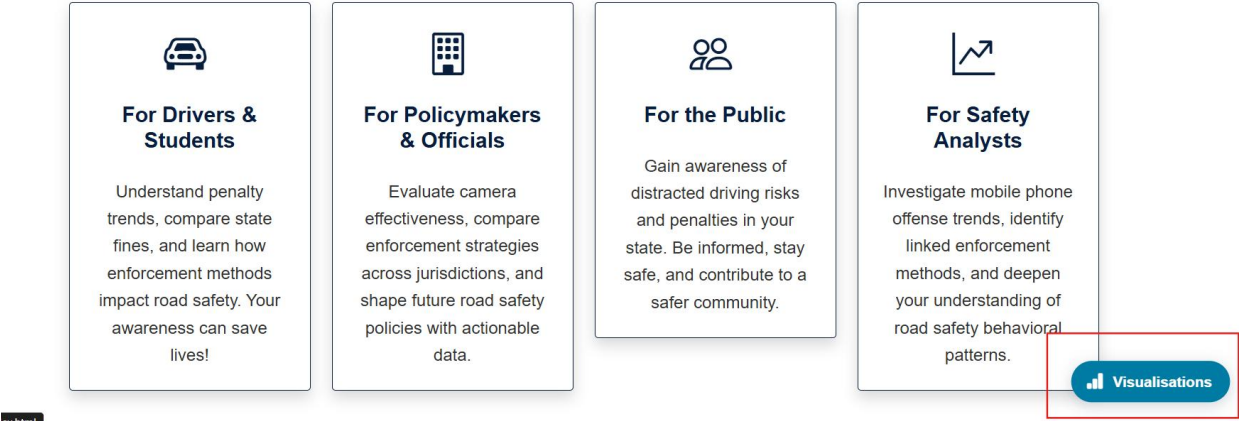 For Drivers &
Students
Understand penalty
trends, compare state
fines, and learn how
enforcement methods
impact road safety. Your
awareness can save
lives!
For Policymakers
& Officials
Evaluate camera
effectiveness, compare
enforcement strategies
across jurisdictions, and
shape future road safety
policies with actionable
data.
For the Public
Gain awareness of
distracted driving risks
and penalties in your
state. Be informed, stay
safe, and contribute to a
safer community.
For Safety
Analysts
Investigate mobile phone
offense trends, identify
linked enforcement
methods, and deepen
your understanding of
road safety behavioral
patterns.
Visualisations